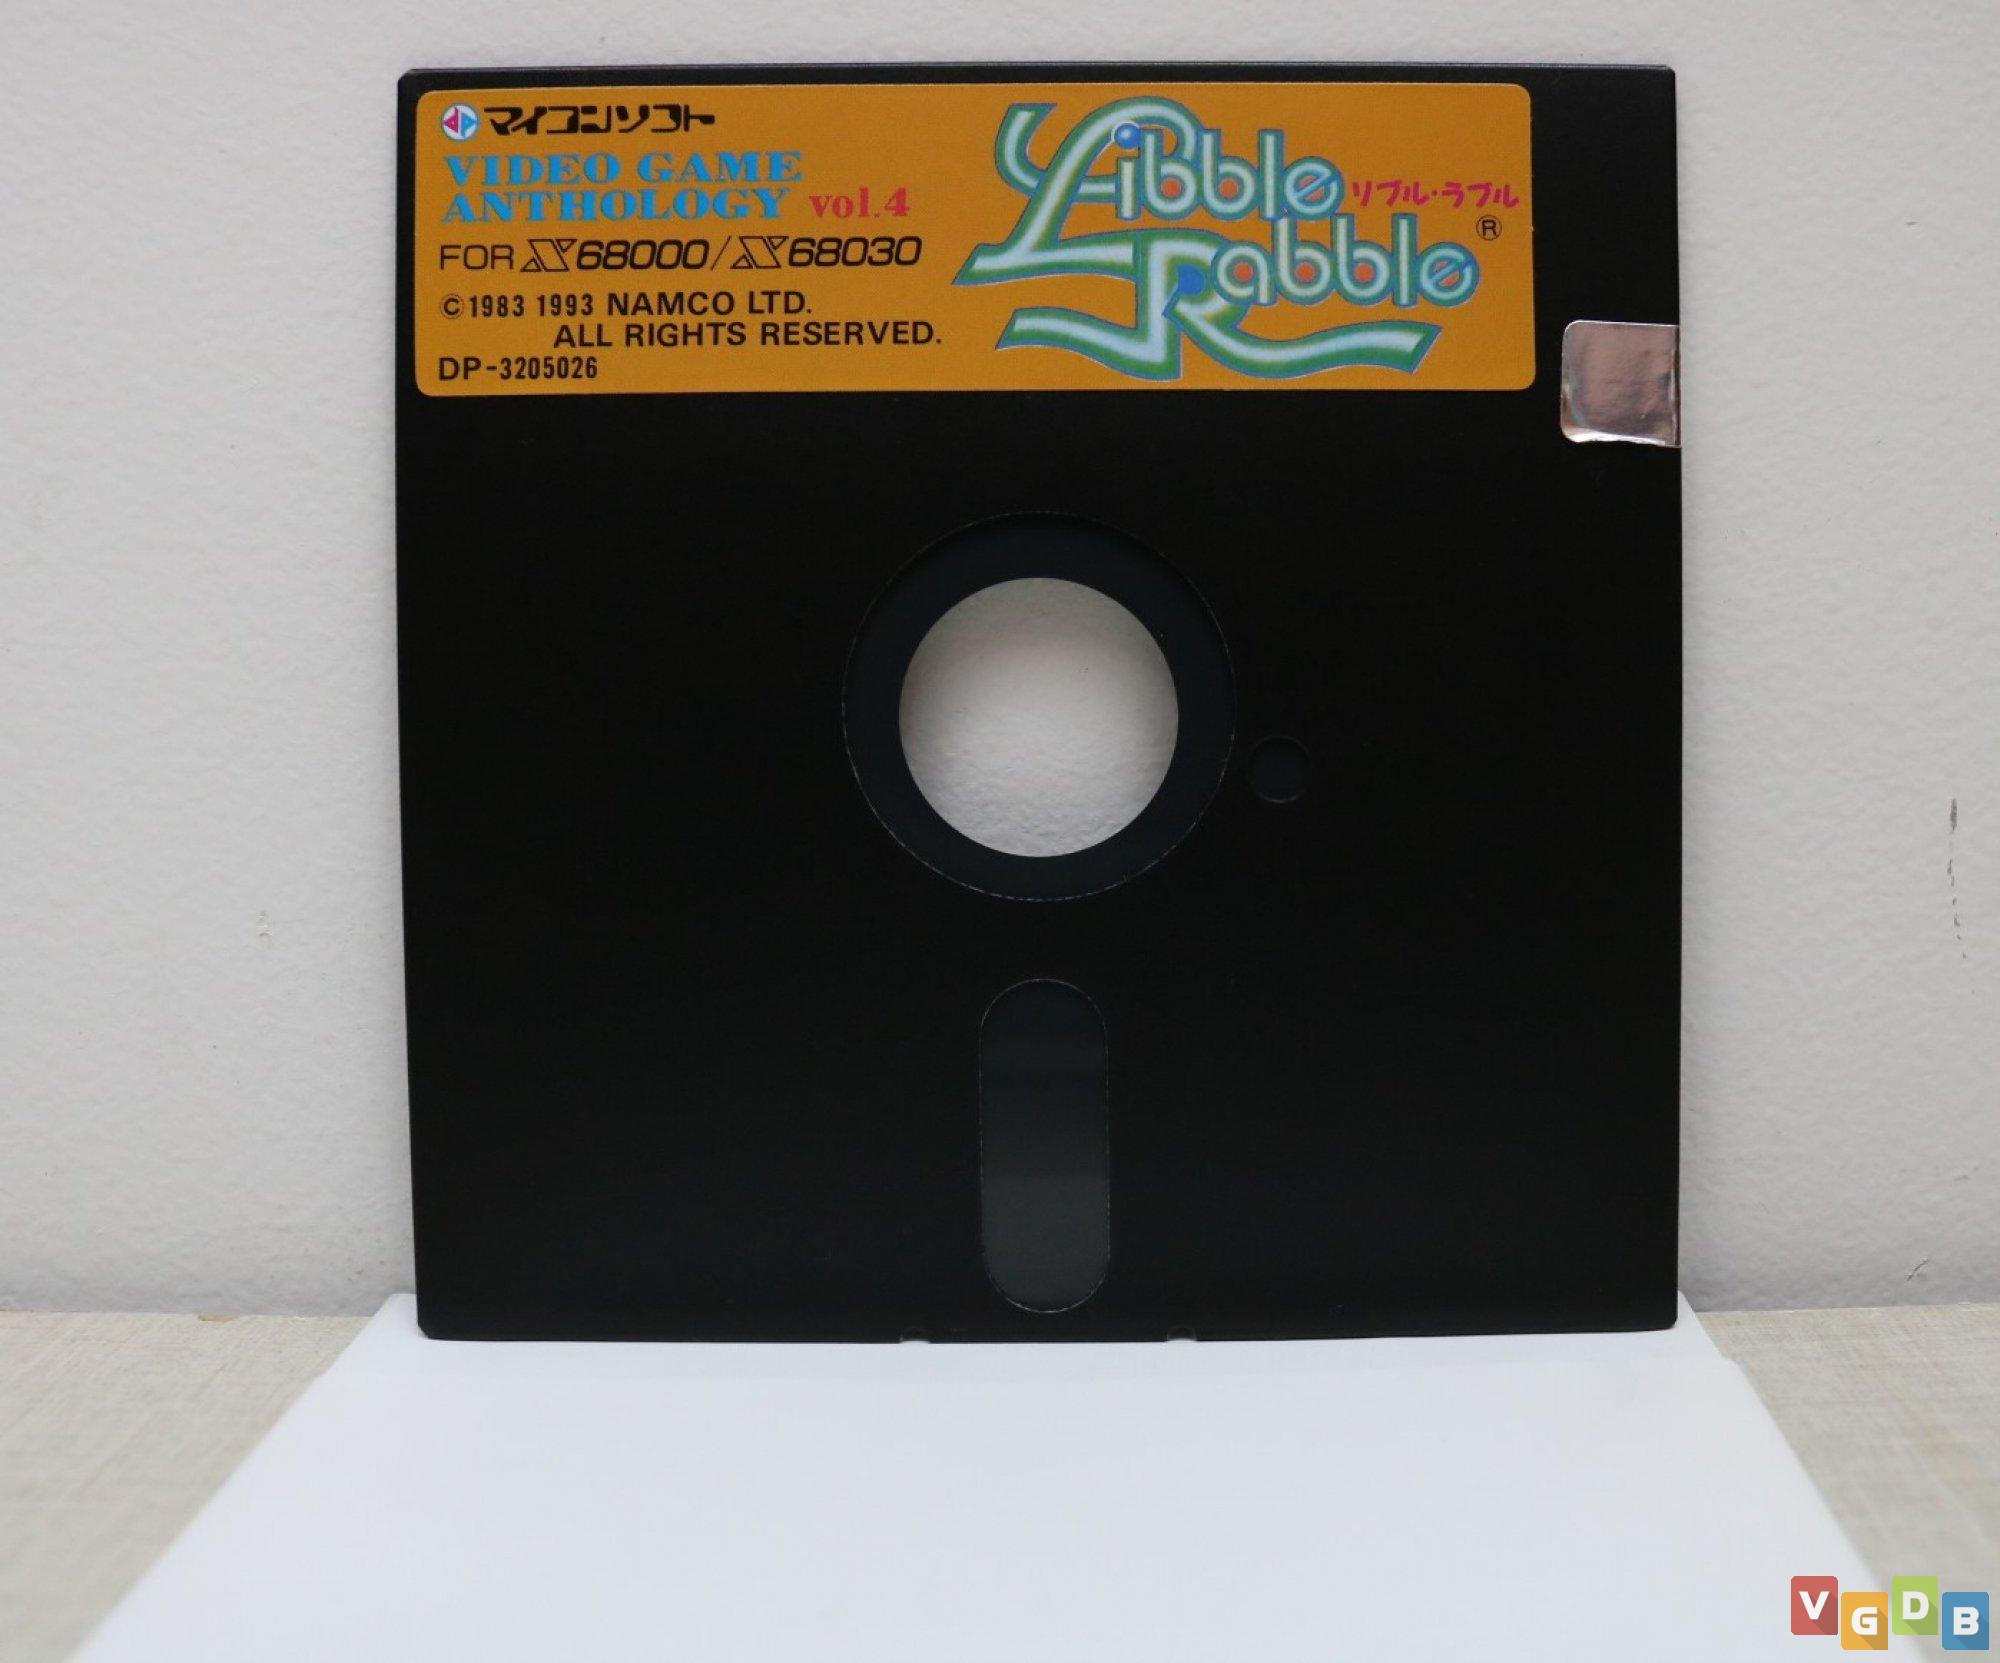 マイコンソフト
VIDEO GAME
ANTHOLOGY vol.4
FOR X68000/X68030
©1983 1993 NAMCO LTD.
ALL RIGHTS RESERVED.
DP-3205026
Libble
リブル・ラブル
Rabble®
VGDB